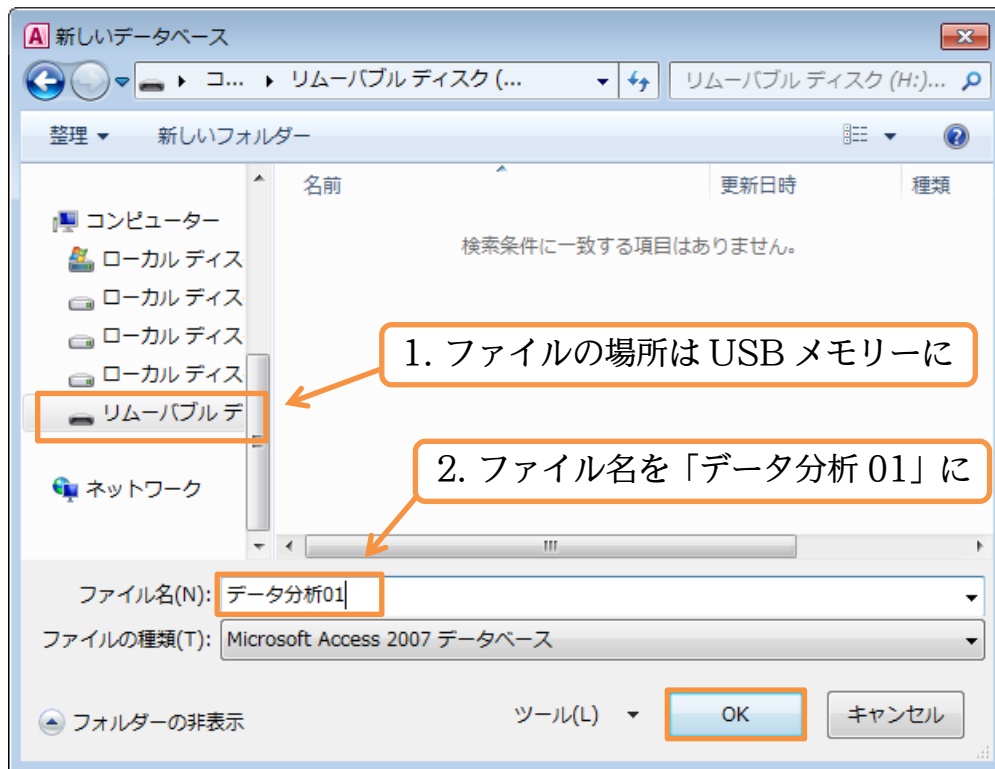 新しいデータベース
コ... リムーバブル ディスク (... リムーバブル ディスク (H:)...
整理 新しいフォルダー
名前 更新日時 種類
検索条件に一致する項目はありません。
コンピューター
ローカル ディス
ローカル ディス
ローカル ディス
ローカル ディス
リムーバブル デ
ネットワーク
1. ファイルの場所は USB メモリーに
2. ファイル名を「データ分析 01」に
ファイル名(N): データ分析01
ファイルの種類(T): Microsoft Access 2007 データベース
フォルダーの非表示 ツール(L) OK キャンセル